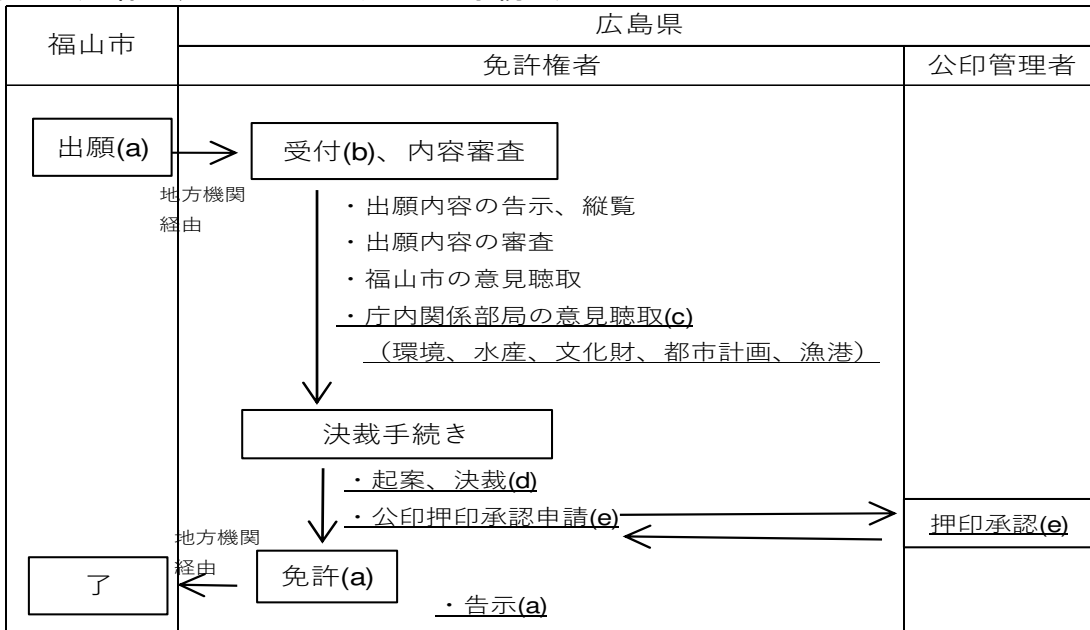 福山市
広島県
免許権者
公印管理者
出願(a)
受付(b)、内容審査
地方機関
経由
・出願内容の告示、縦覧
・出願内容の審査
・福山市の意見聴取
・庁内関係部局の意見聴取(c)
（環境、水産、文化財、都市計画、漁港）
決裁手続き
・起案、決裁(d)
・公印押印承認申請(e)
押印承認(e)
地方機関
経由
免許(a)
了
・告示(a)